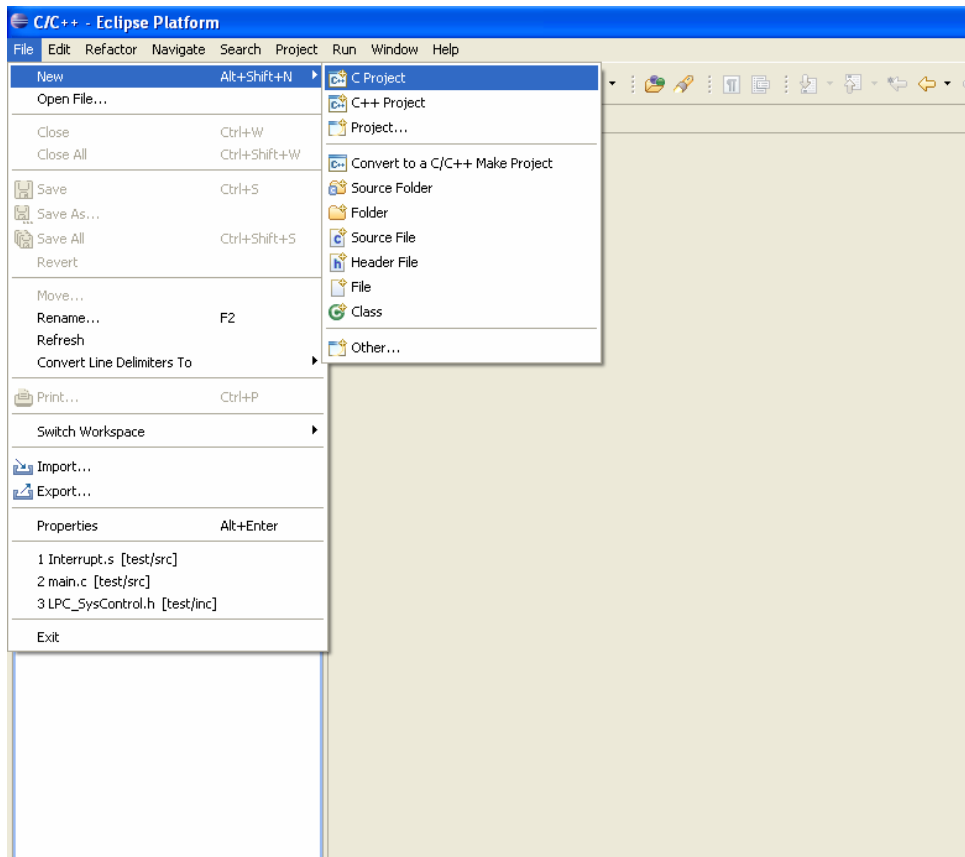 C/C++ - Eclipse Platform
File Edit Refactor Navigate Search Project Run Window Help
New Alt+Shift+N
Open File...
Close Ctrl+W
Close All Ctrl+Shift+W
Save Ctrl+S
Save As...
Save All Ctrl+Shift+S
Revert
Move...
Rename... F2
Refresh
Convert Line Delimiters To
Print... Ctrl+P
Switch Workspace
Import...
Export...
Properties Alt+Enter
1 Interrupt.s [test/src]
2 main.c [test/src]
3 LPC_SysControl.h [test/inc]
Exit
C Project
C++ Project
Project...
Convert to a C/C++ Make Project
Source Folder
Folder
Source File
Header File
File
Class
Other...